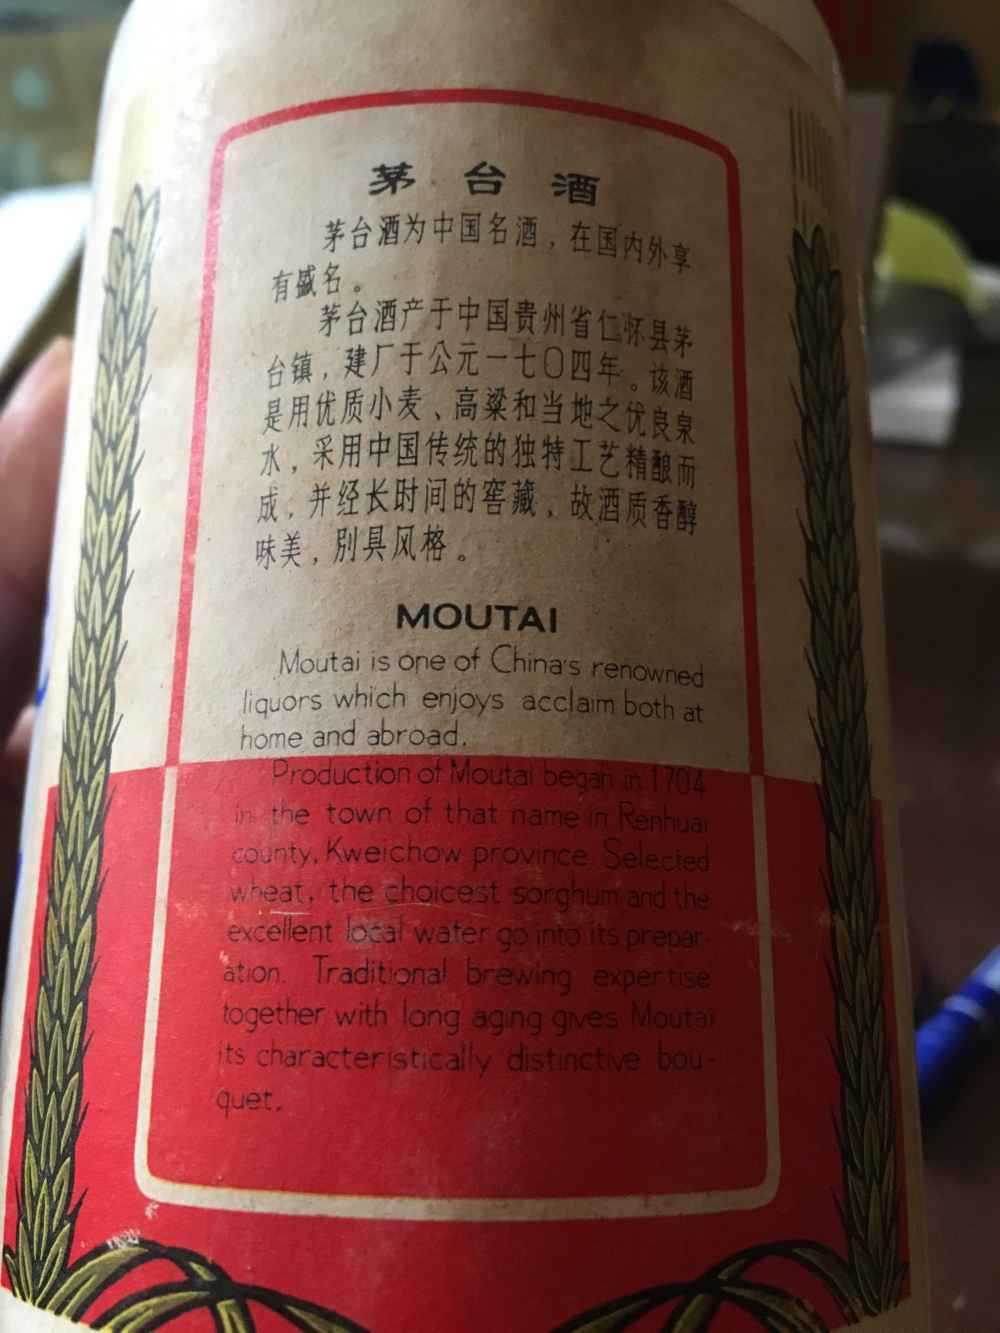 茅台酒
茅台酒为中国名酒，在国内外享
有盛名。
茅台酒产于中国贵州省仁怀县茅
台镇，建厂于公元一七〇四年。该酒
是用优质小麦、高粱和当地之优良泉
水，采用中国传统的独特工艺精酿而
成，并经长时间的窖藏，故酒质香醇
味美，别具风格。
MOUTAI
Moutai is one of China's renowned
liquors which enjoys acclaim both at
home and abroad.
Production of Moutai began in 1704
in the town of that name in Renhuai
county, Kweichow province. Selected
wheat, the choicest sorghum and the
excellent local water go into its prepar-
ation. Traditional brewing expertise
together with long aging gives Moutai
its characteristically distinctive bou-
quet.